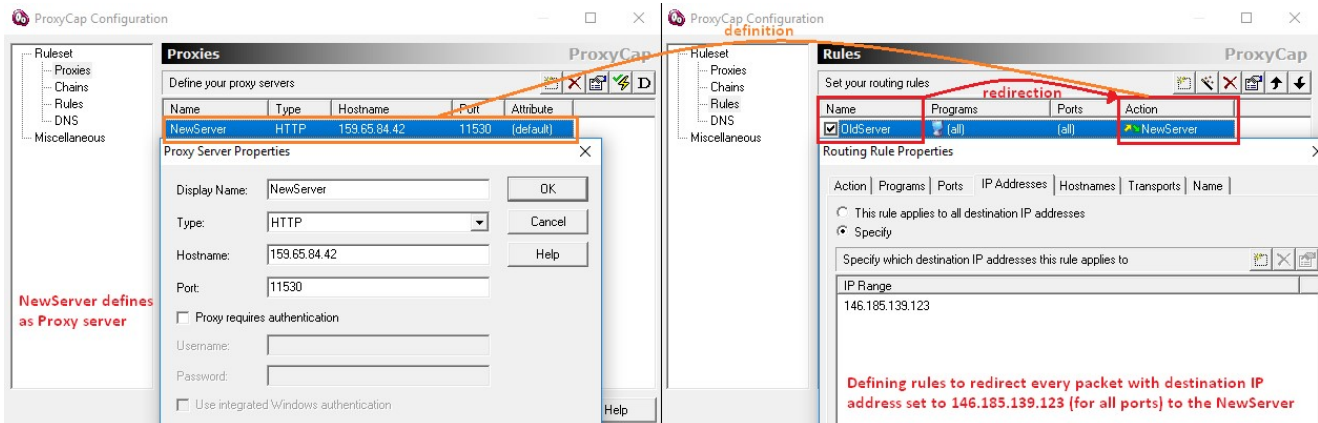 ProxyCap Configuration
Ruleset
Proxies
Chains
Rules
DNS
Miscellaneous
Proxies
ProxyCap
Define your proxy servers
D
Name Type Hostname Port Attribute
NewServer HTTP 159.65.84.42 11530 (default)
Proxy Server Properties
Display Name: NewServer
OK
Type: HTTP
Cancel
Hostname: 159.65.84.42
Help
Port: 11530
Proxy requires authentication
Username:
Password:
Use integrated Windows authentication
Help
NewServer defines
as Proxy server
definition
ProxyCap Configuration
Ruleset
Proxies
Chains
Rules
DNS
Miscellaneous
Rules
ProxyCap
Set your routing rules
redirection
Name Programs Ports Action
OldServer (all) (all) NewServer
Routing Rule Properties
Action Programs Ports IP Addresses Hostnames Transports Name
This rule applies to all destination IP addresses
Specify
Specify which destination IP addresses this rule applies to
IP Range
146.185.139.123
Defining rules to redirect every packet with destination IP
address set to 146.185.139.123 (for all ports) to the NewServer